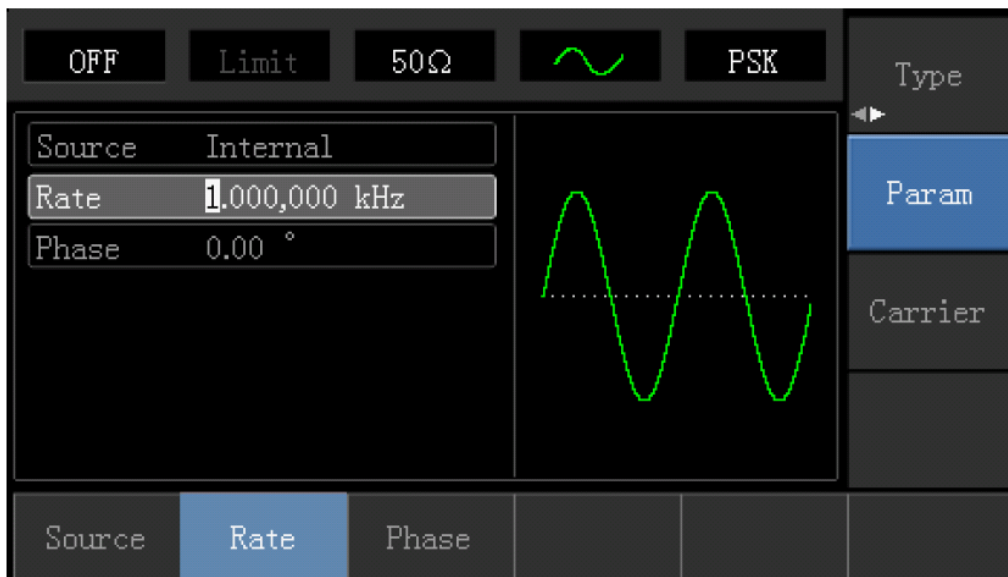 OFF Limit 50Ω PSK
Type
Source Internal
Rate 1.000,000 kHz
Param
Phase 0.00 °
Carrier
Source Rate Phase